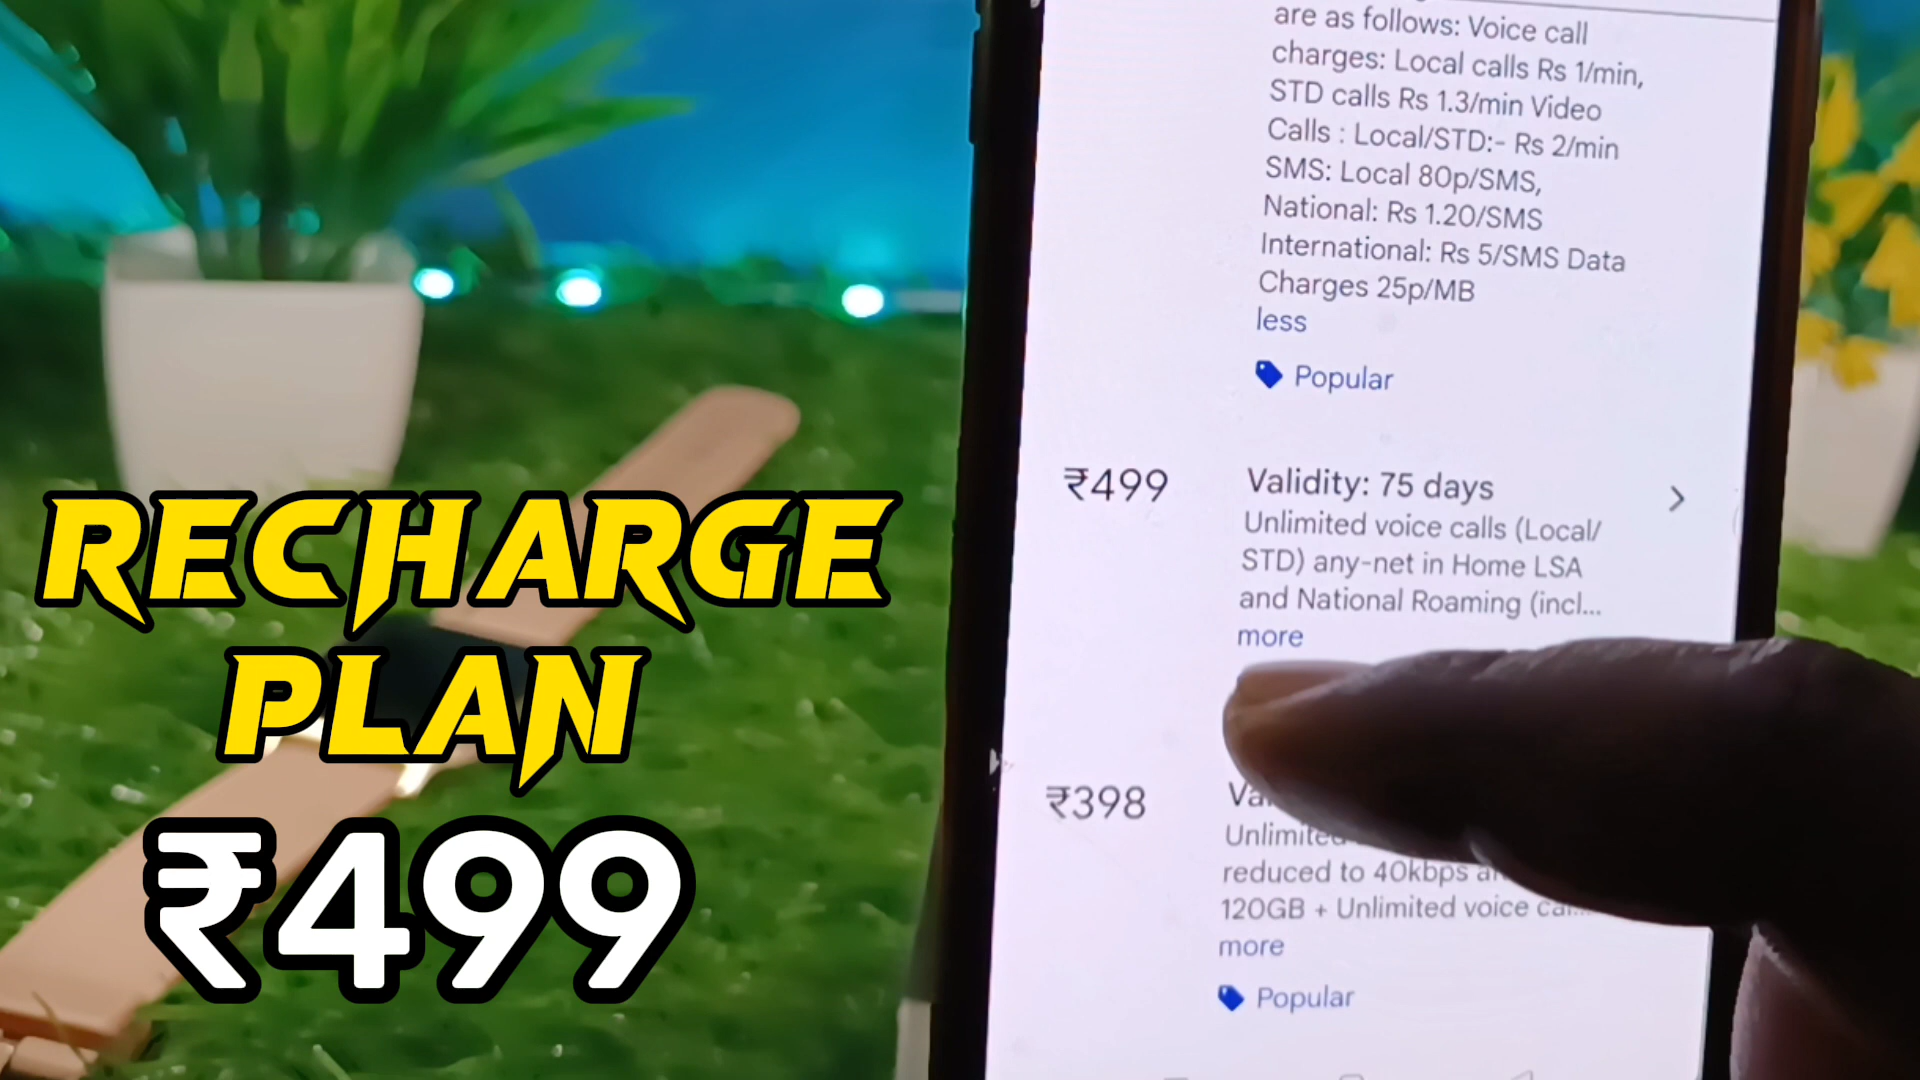 RECHARGE
PLAN
₹499
are as follows: Voice call
charges: Local calls Rs 1/min,
STD calls Rs 1.3/min Video
Calls : Local/STD:- Rs 2/min
SMS: Local 80p/SMS,
National: Rs 1.20/SMS
International: Rs 5/SMS Data
Charges 25p/MB
less
Popular
₹499
Validity: 75 days
Unlimited voice calls (Local/
STD) any-net in Home LSA
and National Roaming (incl...
more
₹398
reduced to 40kbps
120GB + Unlimited voice
more
Popular